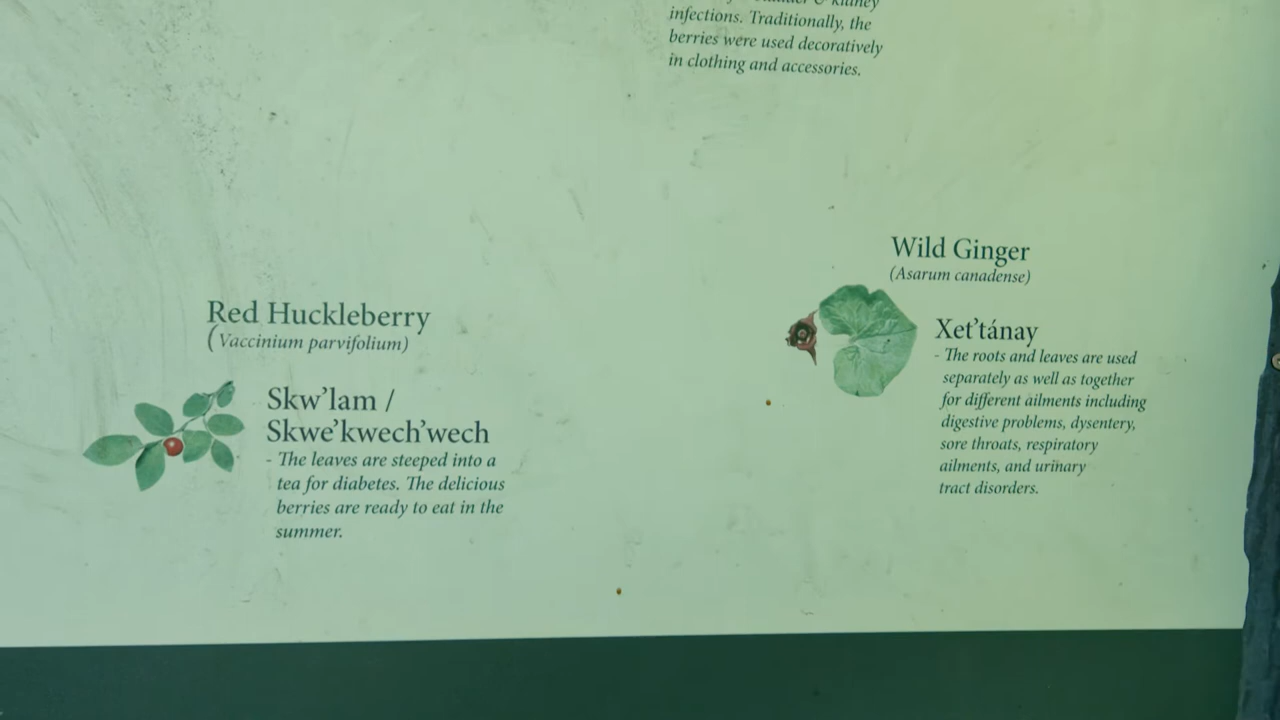 & kidney
infections. Traditionally, the
berries were used decoratively
in clothing and accessories.
Red Huckleberry
(Vaccinium parvifolium)
Skw’lam /
Skwe’kwech’wech
- The leaves are steeped into a
tea for diabetes. The delicious
berries are ready to eat in the
summer.
Wild Ginger
(Asarum canadense)
Xet’tánay
- The roots and leaves are used
separately as well as together
for different ailments including
digestive problems, dysentery,
sore throats, respiratory
ailments, and urinary
tract disorders.